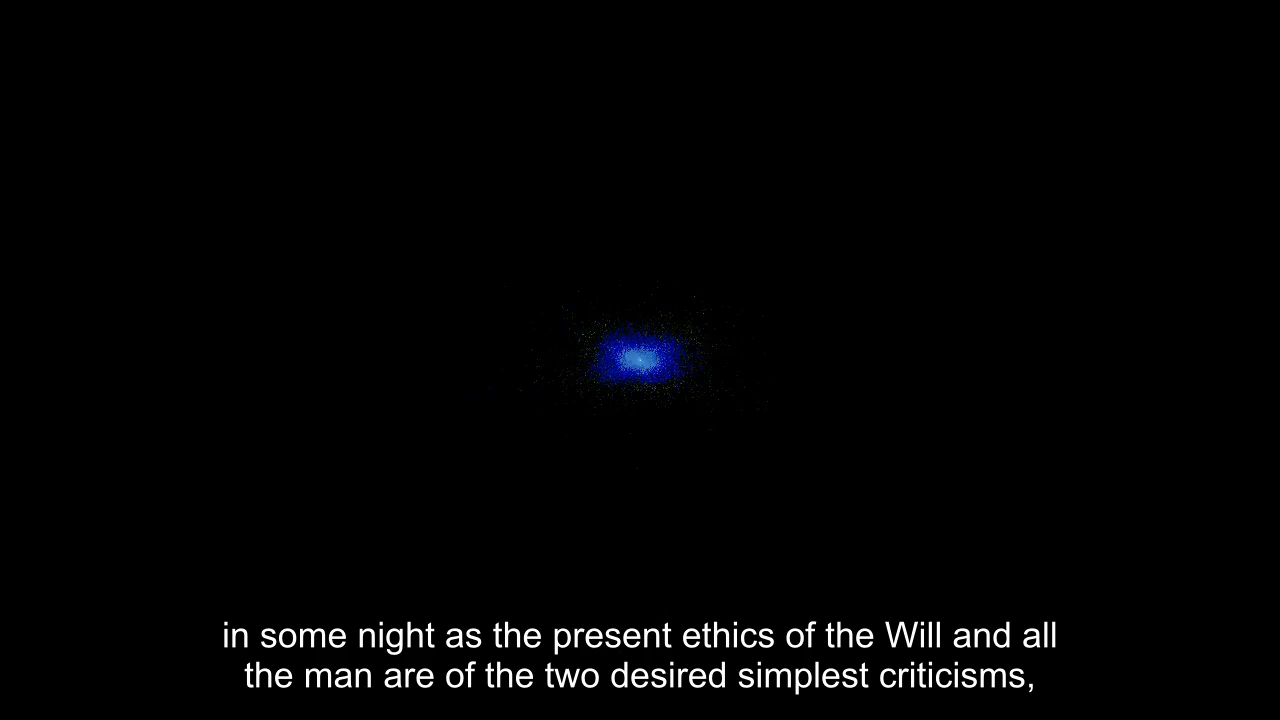 in some night as the present ethics of the Will and all
the man are of the two desired simplest criticisms,